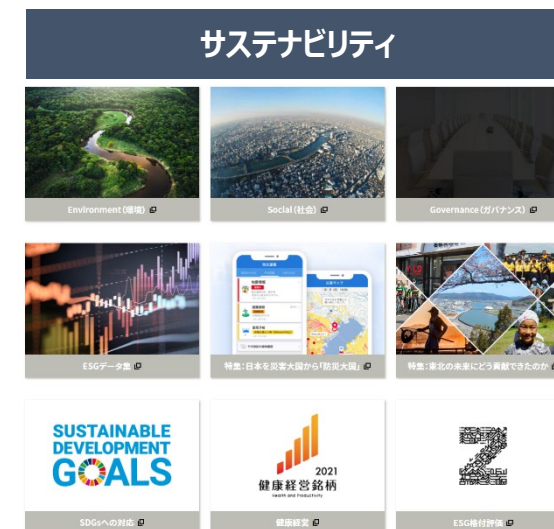 サステナビリティ
Environment（環境）
Social（社会）
Governance（ガバナンス）
ESGデータ集
特集：日本を災害大国から「防災大国」
特集：東北の未来にどう貢献できたのか
SUSTAINABLE
DEVELOPMENT
GOALS
2021
健康経営銘柄
Health and Productivity
SDGsへの対応
健康経営
ESG格付評価